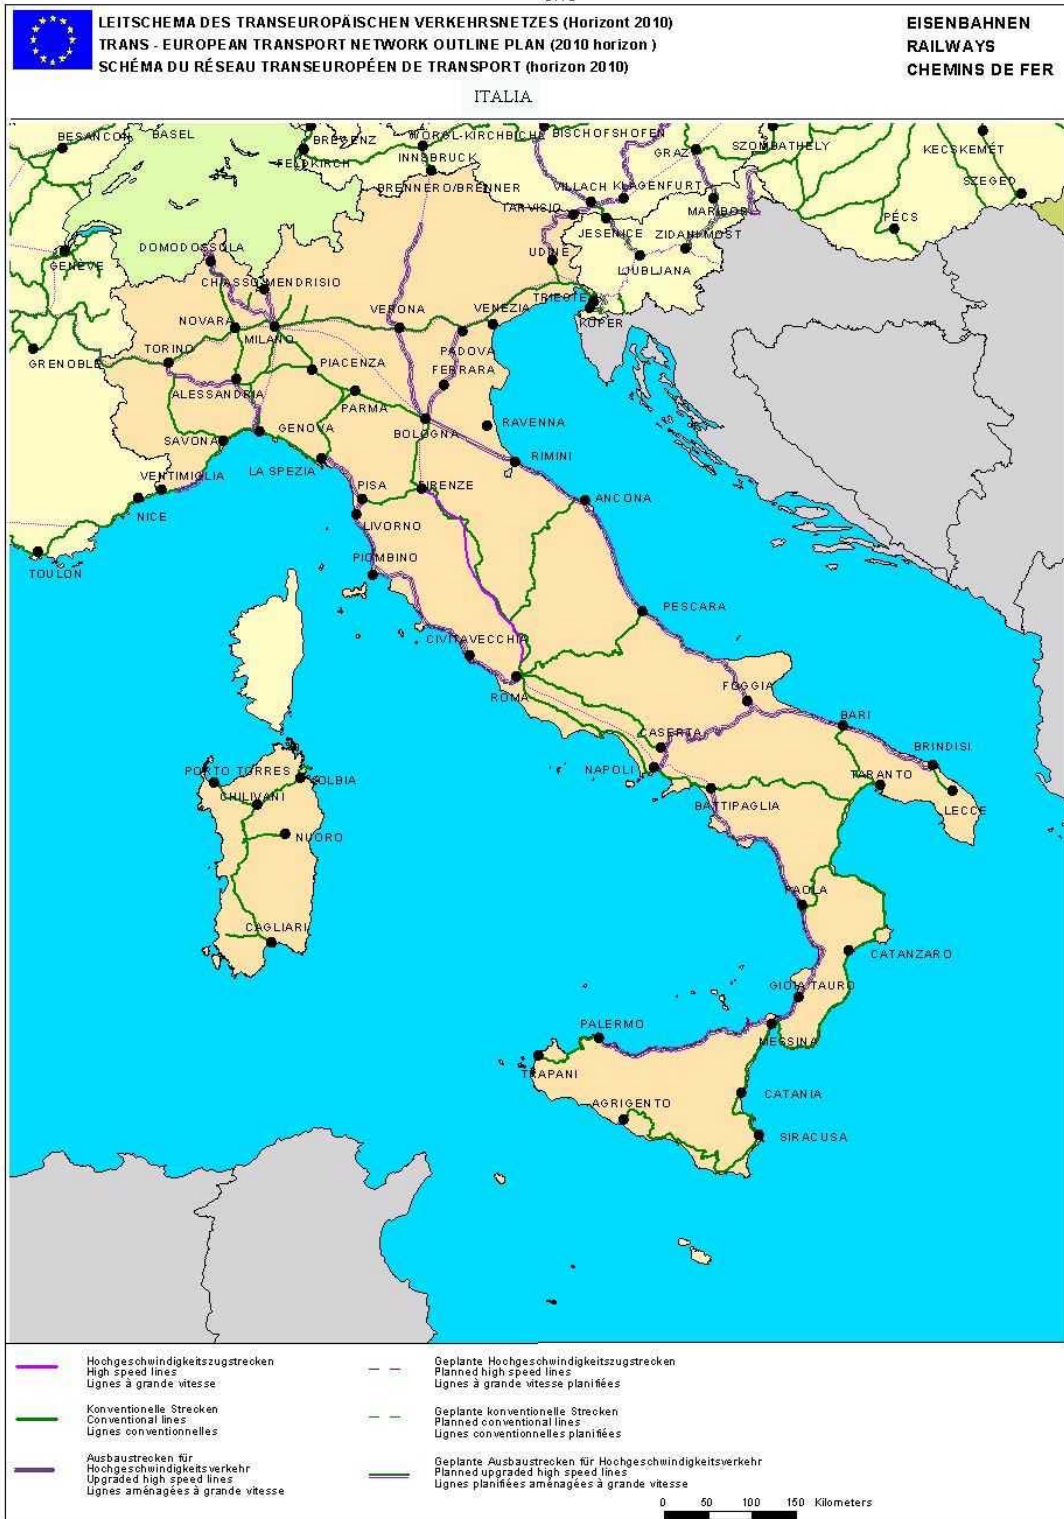 LEITSCHEMA DES TRANSEUROPÄISCHEN VERKEHRSNETZES (Horizont 2010)
TRANS - EUROPEAN TRANSPORT NETWORK OUTLINE PLAN (2010 horizon )
SCHÉMA DU RÉSEAU TRANSEUROPÉEN DE TRANSPORT (horizon 2010)
EISENBAHNEN
RAILWAYS
CHEMINS DE FER
ITALIA
BESANCON
BASEL
BREGENZ
FELDKIRCH
WÖRGL-KIRCHBICHL
INNSBRUCK
BISCHOFSHOFEN
GRAZ
SZOMBATHELY
KECSKEMÉT
SZEGED
BRENNERO/BRENNER
VILLACH
KLAGENFURT
MARIBOR
TARVISIO
JESENICE
ZIDANI MOST
PÉCS
GENÈVE
DOMODOSSOLA
UDINE
LJUBLJANA
CHIASSO MENDRISIO
TRIESTE
KOPER
NOVARA
MILANO
VERONA
VENEZIA
PADOVA
GRENOBLE
TORINO
PIACENZA
FERRARA
ALESSANDRIA
PARMA
SAVONA
GENOVA
BOLOGNA
RAVENNA
LA SPEZIA
RIMINI
VENTIMIGLIA
PISA
FIRENZE
NICE
LIVORNO
ANCONA
TOULON
PIOMBINO
CIVITAVECCHIA
PESCARA
ROMA
FOGGIA
CASERTA
BARI
NAPOLI
BRINDISI
PORTO TORRES
OLBIA
TARANTO
CHILIVANI
BATTIPAGLIA
LECCE
NUORO
PAOLA
CAGLIARI
CATANZARO
GIOIA TAURO
PALERMO
MESSINA
TRAPANI
AGRIGENTO
CATANIA
SIRACUSA
Hochgeschwindigkeitszugstrecken
High speed lines
Lignes à grande vitesse
Konventionelle Strecken
Conventional lines
Lignes conventionnelles
Ausbaustrecken für
Hochgeschwindigkeitsverkehr
Upgraded high speed lines
Lignes aménagées à grande vitesse
Geplante Hochgeschwindigkeitszugstrecken
Planned high speed lines
Lignes à grande vitesse planifiées
Geplante konventionelle Strecken
Planned conventional lines
Lignes conventionnelles planifiées
Geplante Ausbaustrecken für Hochgeschwindigkeitsverkehr
Planned upgraded high speed lines
Lignes planifiées aménagées à grande vitesse
0 50 100 150 Kilometers